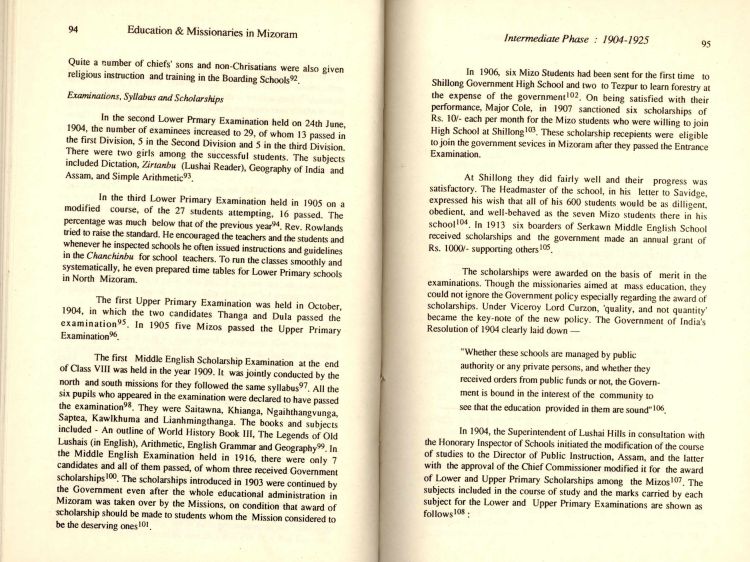 94
Education & Missionaries in Mizoram
Quite a number of chiefs' sons and non-Chrisatians were also given
religious instruction and training in the Boarding Schools92.
Examinations, Syllabus and Scholarships
In the second Lower Prmary Examination held on 24th June,
1904, the number of examinees increased to 29, of whom 13 passed in
the first Division, 5 in the Second Division and 5 in the third Division.
There were two girls among the successful students. The subjects
included Dictation, Zirtanbu (Lushai Reader), Geography of India and
Assam, and Simple Arithmetic93.
In the third Lower Primary Examination held in 1905 on a
modified course, of the 27 students attempting, 16 passed. The
percentage was much below that of the previous year94. Rev. Rowlands
tried to raise the standard. He encouraged the teachers and the students and
whenever he inspected schools he often issued instructions and guidelines
in the Chanchinbu for school teachers. To run the classes smoothly and
systematically, he even prepared time tables for Lower Primary schools
in North Mizoram.
The first Upper Primary Examination was held in October,
1904, in which the two candidates Thanga and Dula passed the
examination95. In 1905 five Mizos passed the Upper Primary
Examination96.
The first Middle English Scholarship Examination at the end
of Class VIII was held in the year 1909. It was jointly conducted by the
north and south missions for they followed the same syllabus97. All the
six pupils who appeared in the examination were declared to have passed
the examination98. They were Saitawna, Khianga, Ngaihthangvunga,
Saptea, Kawlkhuma and Lianhmingthanga. The books and subjects
included - An outline of World History Book III, The Legends of Old
Lushais (in English), Arithmetic, English Grammar and Geography99. In
the Middle English Examination held in 1916, there were only 7
candidates and all of them passed, of whom three received Government
scholarships100. The scholarships introduced in 1903 were continued by
the Government even after the whole educational administration in
Mizoram was taken over by the Missions, on condition that award of
scholarship should be made to students whom the Mission considered to
be the deserving ones101.
Intermediate Phase : 1904-1925
95
In 1906, six Mizo Students had been sent for the first time to
Shillong Government High School and two to Tezpur to learn forestry at
the expense of the government102. On being satisfied with their
performance, Major Cole, in 1907 sanctioned six scholarships of
Rs. 10/- each per month for the Mizo students who were willing to join
High School at Shillong103. These scholarship recepients were eligible
to join the government sevices in Mizoram after they passed the Entrance
Examination.
At Shillong they did fairly well and their progress was
satisfactory. The Headmaster of the school, in his letter to Savidge,
expressed his wish that all of his 600 students would be as dilligent,
obedient, and well-behaved as the seven Mizo students there in his
school104. In 1913 six boarders of Serkawn Middle English School
received scholarships and the government made an annual grant of
Rs. 1000/- supporting others105.
The scholarships were awarded on the basis of merit in the
examinations. Though the missionaries aimed at mass education, they
could not ignore the Government policy especially regarding the award of
scholarships. Under Viceroy Lord Curzon, 'quality, and not quantity'
became the key-note of the new policy. The Government of India's
Resolution of 1904 clearly laid down —
"Whether these schools are managed by public
authority or any private persons, and whether they
received orders from public funds or not, the Govern-
ment is bound in the interest of the community to
see that the education provided in them are sound"106.
In 1904, the Superintendent of Lushai Hills in consultation with
the Honorary Inspector of Schools initiated the modification of the course
of studies to the Director of Public Instruction, Assam, and the latter
with the approval of the Chief Commissioner modified it for the award
of Lower and Upper Primary Scholarships among the Mizos107. The
subjects included in the course of study and the marks carried by each
subject for the Lower and Upper Primary Examinations are shown as
follows108 :